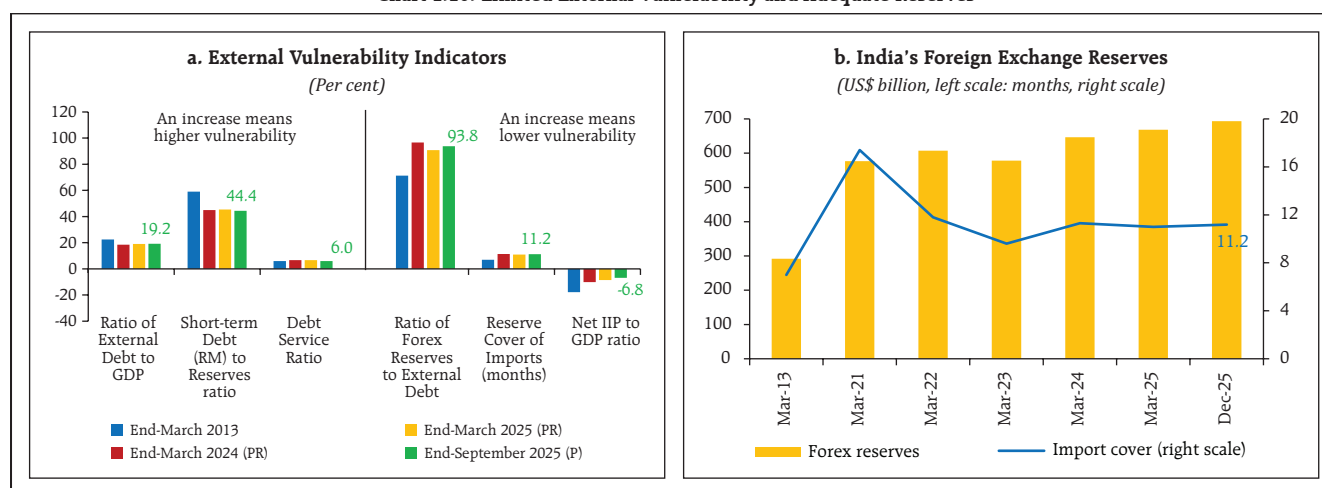 a. External Vulnerability Indicators
(Per cent)
120
100
80
60
40
20
0
-20
-40
An increase means
higher vulnerability
An increase means
lower vulnerability
19.2
44.4
6.0
93.8
11.2
-6.8
Ratio of
External
Debt to
GDP
Short-term
Debt
(RM) to
Reserves
ratio
Debt
Service
Ratio
Ratio of
Forex
Reserves
to External
Debt
Reserve
Cover of
Imports
(months)
Net IIP to
GDP ratio
End-March 2013
End-March 2025 (PR)
End-March 2024 (PR)
End-September 2025 (P)
b. India's Foreign Exchange Reserves
(US$ billion, left scale: months, right scale)
700
600
500
400
300
200
100
0
20
16
12
8
4
0
11.2
Mar-13
Mar-21
Mar-22
Mar-23
Mar-24
Mar-25
Dec-25
Forex reserves
Import cover (right scale)